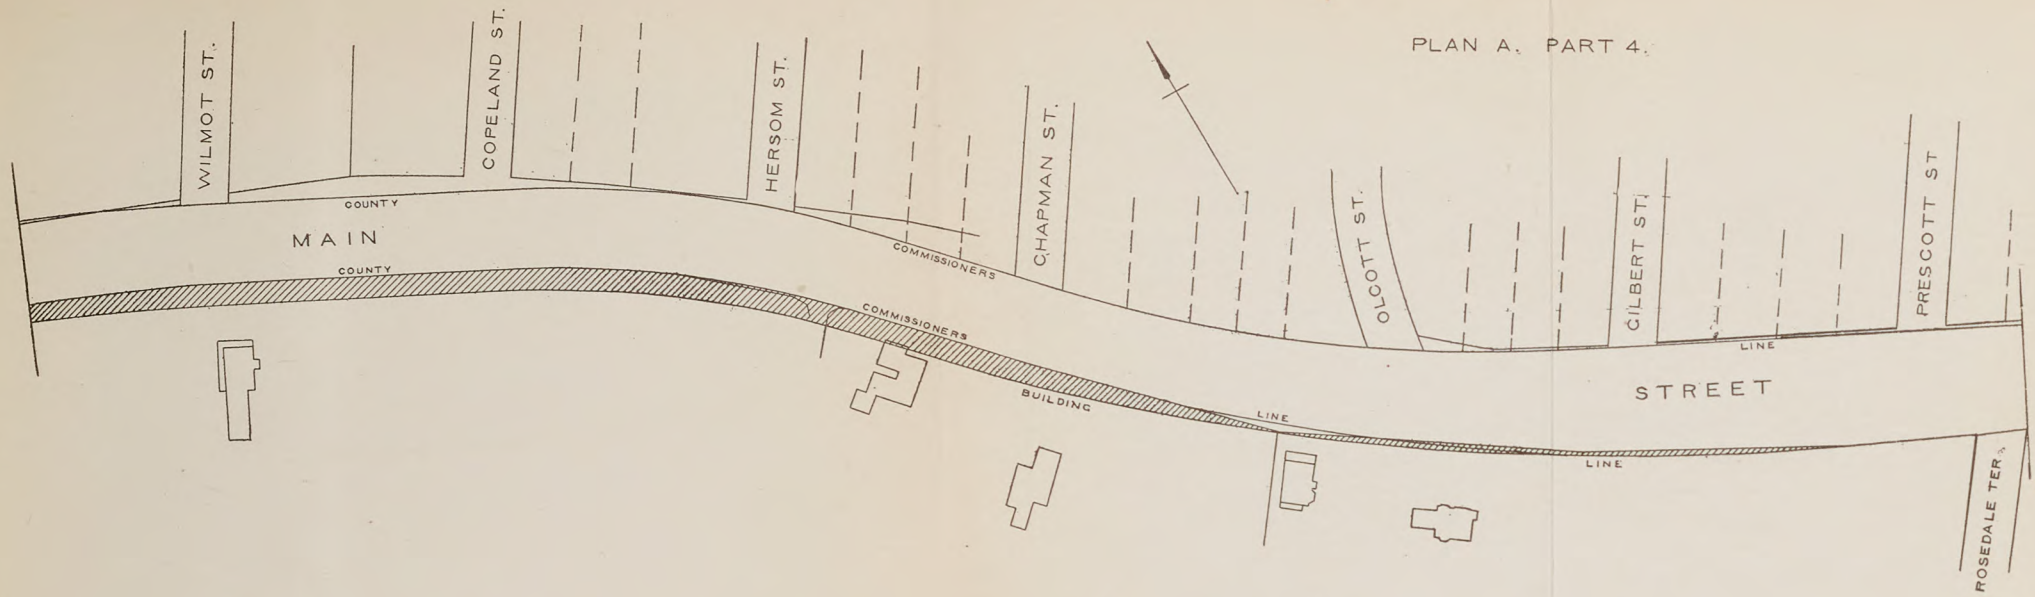 PLAN A. PART 4.
WILMOT ST.
COPELAND ST.
HERSOM ST.
CHAPMAN ST.
OLCOTT ST.
GILBERT ST.
PRESCOTT ST
COUNTY
COMMISSIONERS
LINE
MAIN
STREET
COUNTY
COMMISSIONERS
LINE
BUILDING
LINE
ROSEDALE TER.